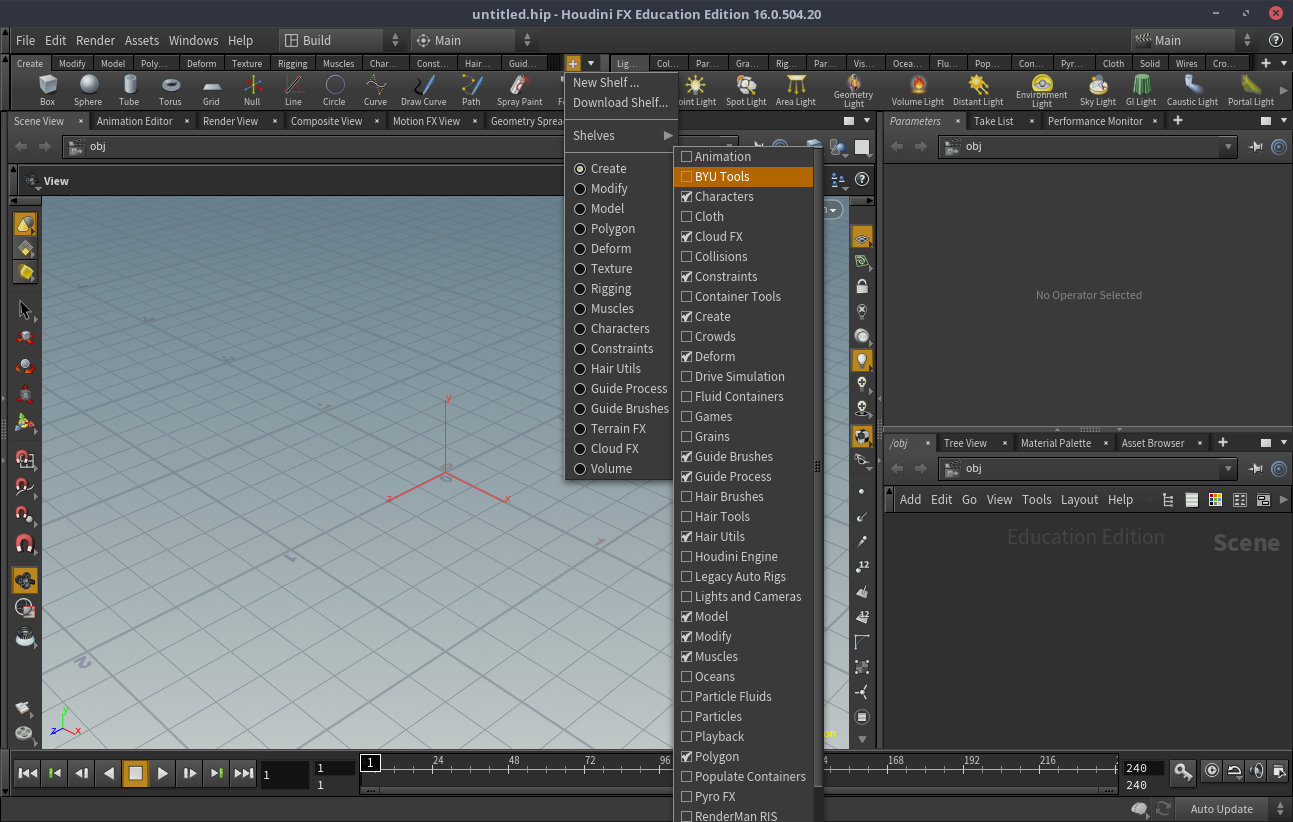 untitled.hip - Houdini FX Education Edition 16.0.504.20
File Edit Render Assets Windows Help Build Main Main
Create Modify Model Poly... Deform Texture Rigging Muscles Char... Const... Hair... Guid... Lig... Col... Par... Gra... Rig... Par... Vis... Ocea... Flu... Pop... Con... Pyr... Cloth Solid Wires Cro...
Box Sphere Tube Torus Grid Null Line Circle Curve Draw Curve Path Spray Paint oint Light Spot Light Area Light Geometry Light Volume Light Distant Light Environment Light Sky Light GI Light Caustic Light Portal Light
Scene View Animation Editor Render View Composite View Motion FX View Geometry Sprea
Parameters Take List Performance Monitor
obj
obj
View
New Shelf ...
Download Shelf...
Shelves
Create
Modify
Model
Polygon
Deform
Texture
Rigging
Muscles
Characters
Constraints
Hair Utils
Guide Process
Guide Brushes
Terrain FX
Cloud FX
Volume
Animation
BYU Tools
Characters
Cloth
Cloud FX
Collisions
Constraints
Container Tools
Create
Crowds
Deform
Drive Simulation
Fluid Containers
Games
Grains
Guide Brushes
Guide Process
Hair Brushes
Hair Tools
Hair Utils
Houdini Engine
Legacy Auto Rigs
Lights and Cameras
Model
Modify
Muscles
Oceans
Particle Fluids
Particles
Playback
Polygon
Populate Containers
Pyro FX
RenderMan RIS
No Operator Selected
/obj Tree View Material Palette Asset Browser
obj
Add Edit Go View Tools Layout Help
Education Edition Scene
y
z x
y
z x
12
12
on
1 1 1 1 24 48 72 96 168 192 216 2 240 240
Auto Update